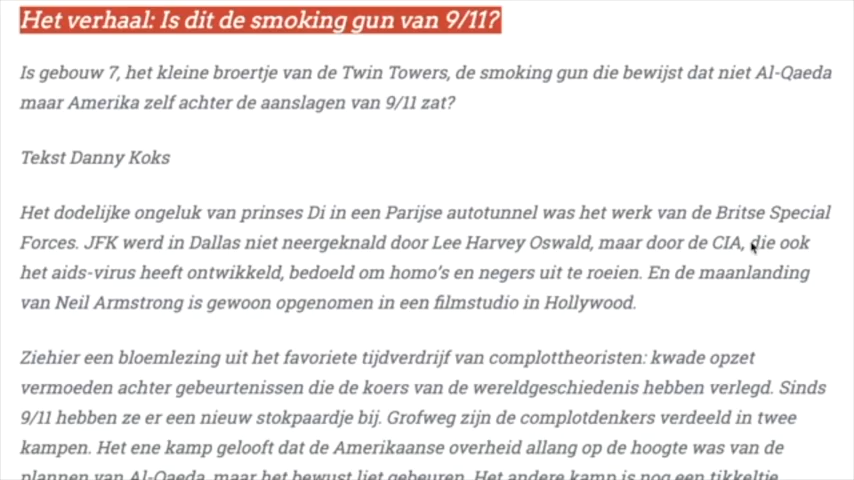 Het verhaal: Is dit de smoking gun van 9/11?
Is gebouw 7, het kleine broertje van de Twin Towers, de smoking gun die bewijst dat niet Al-Qaeda
maar Amerika zelf achter de aanslagen van 9/11 zat?
Tekst Danny Koks
Het dodelijke ongeluk van prinses Di in een Parijse autotunnel was het werk van de Britse Special
Forces. JFK werd in Dallas niet neergeknald door Lee Harvey Oswald, maar door de CIA, die ook
het aids-virus heeft ontwikkeld, bedoeld om homo's en negers uit te roeien. En de maanlanding
van Neil Armstrong is gewoon opgenomen in een filmstudio in Hollywood.
Ziehier een bloemlezing uit het favoriete tijdverdrijf van complottheoristen: kwade opzet
vermoeden achter gebeurtenissen die de koers van de wereldgeschiedenis hebben verlegd. Sinds
9/11 hebben ze er een nieuw stokpaardje bij. Grofweg zijn de complotdenkers verdeeld in twee
kampen. Het ene kamp gelooft dat de Amerikaanse overheid allang op de hoogte was van de
plannen van Al-Qaeda, maar het bewust liet gebeuren. Het andere kamp is nog een tikkeltje